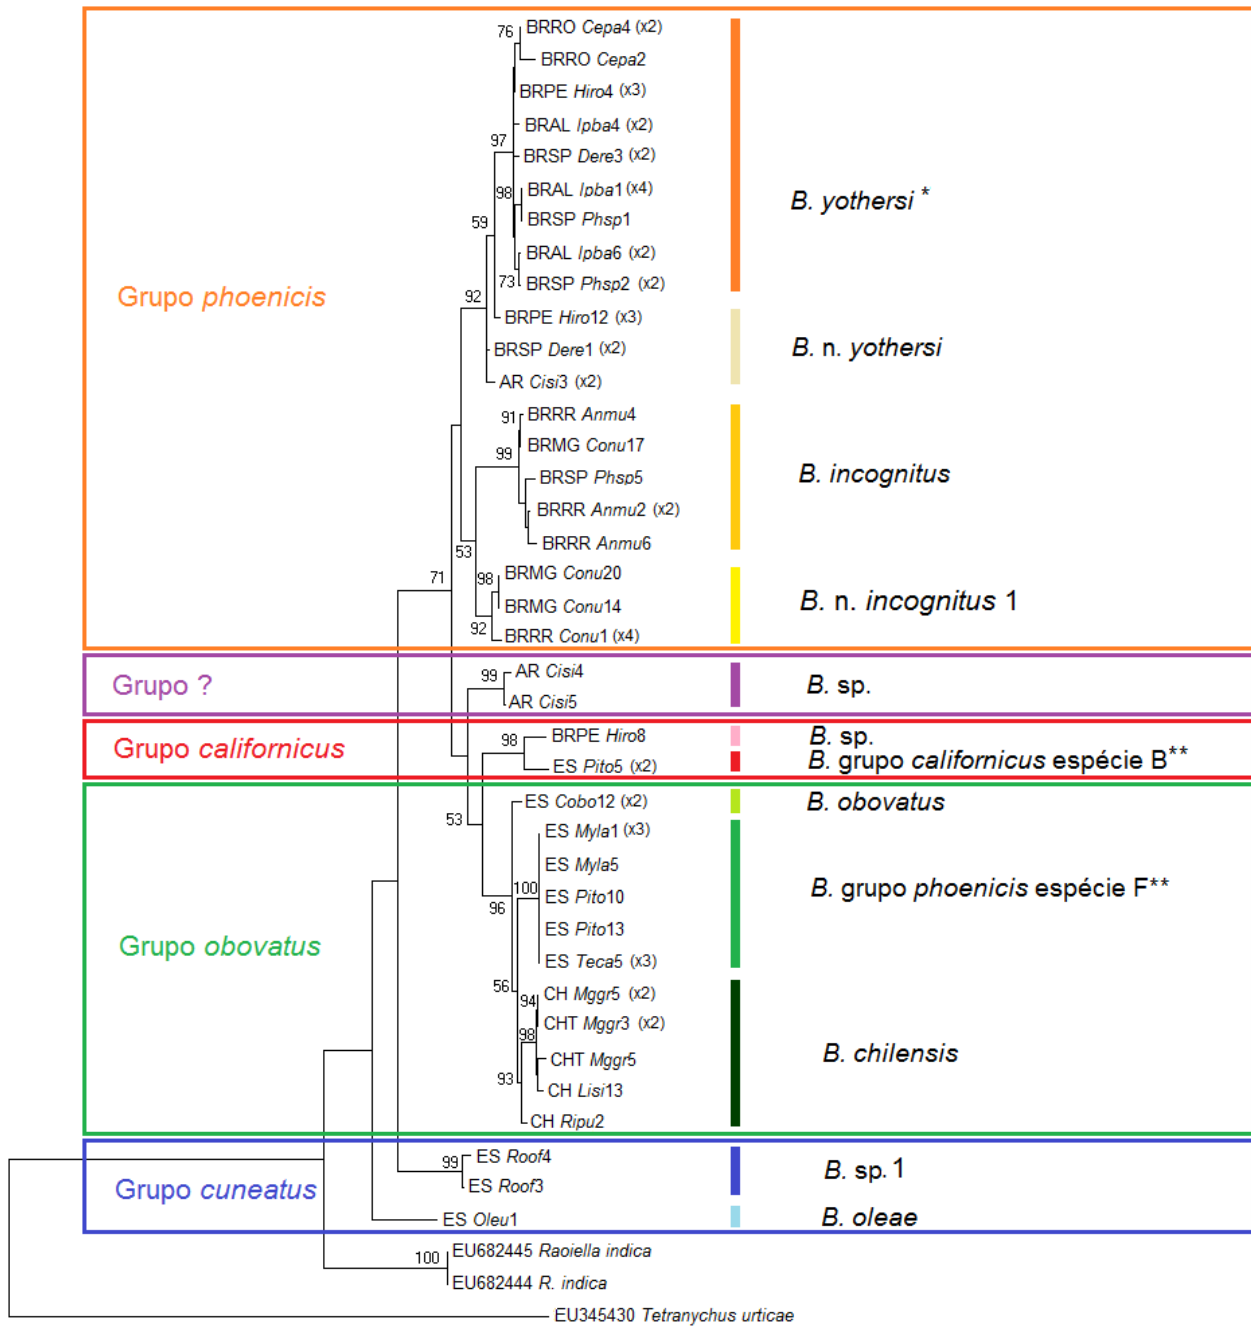 76
BRRO Cepa4 (x2)
BRRO Cepa2
BRPE Hiro4 (x3)
BRAL Ipba4 (x2)
97
BRSP Dere3 (x2)
98
BRAL Ipba1 (x4)
B. yothersi *
59
BRSP Phsp1
BRAL Ipba6 (x2)
73
BRSP Phsp2 (x2)
Grupo phoenicis
92
BRPE Hiro12 (x3)
BRSP Dere1 (x2)
B. n. yothersi
AR Cisi3 (x2)
91
BRRR Anmu4
BRMG Conu17
99
BRSP Phsp5
B. incognitus
BRRR Anmu2 (x2)
53
BRRR Anmu6
71
98
BRMG Conu20
BRMG Conu14
B. n. incognitus 1
92
BRRR Conu1 (x4)
Grupo ?
99
AR Cisi4
AR Cisi5
B. sp.
Grupo californicus
98
BRPE Hiro8
B. sp.
ES Pito5 (x2)
B. grupo californicus espécie B**
53
ES Cobo12 (x2)
B. obovatus
ES Myla1 (x3)
ES Myla5
100
ES Pito10
B. grupo phoenicis espécie F**
96
ES Pito13
Grupo obovatus
ES Teca5 (x3)
56
94
CH Mggr5 (x2)
98
CHT Mggr3 (x2)
CHT Mggr5
B. chilensis
93
CH Lisi13
CH Ripu2
Grupo cuneatus
99
ES Roof4
ES Roof3
B. sp. 1
ES Oleu1
B. oleae
100
EU682445 Raoiella indica
EU682444 R. indica
EU345430 Tetranychus urticae